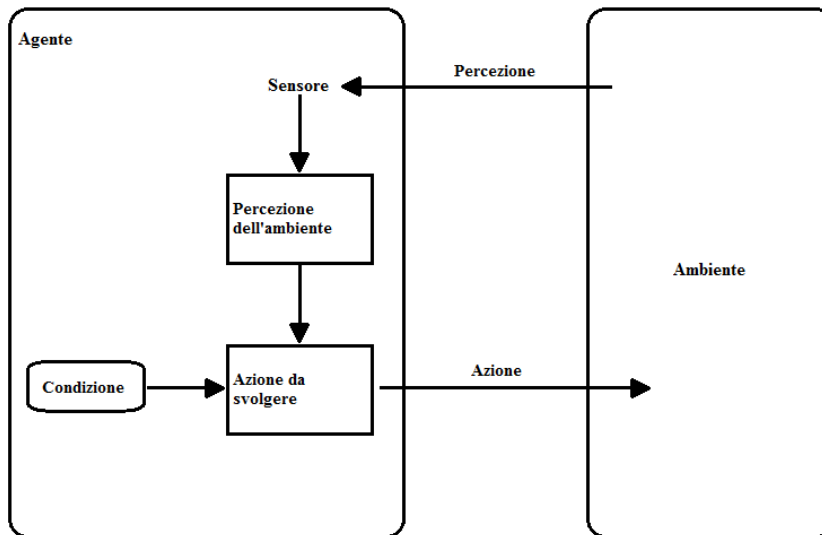 Agente
Percezione
Sensore
Percezione
dell'ambiente
Ambiente
Condizione
Azione da
svolgere
Azione